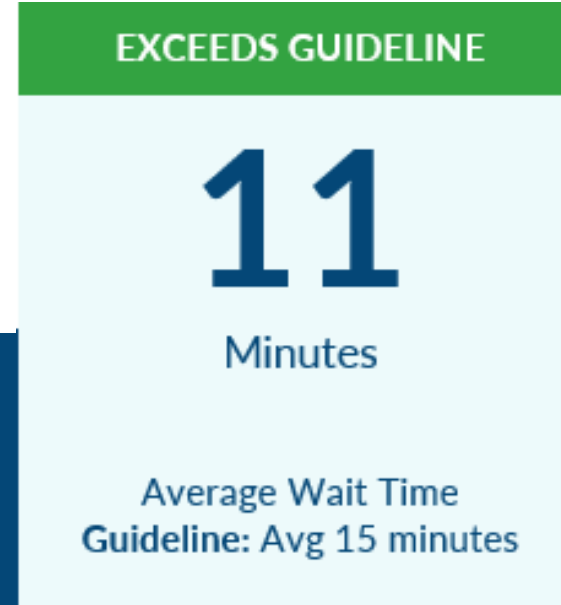 EXCEEDS GUIDELINE
11
Minutes
Average Wait Time
Guideline: Avg 15 minutes